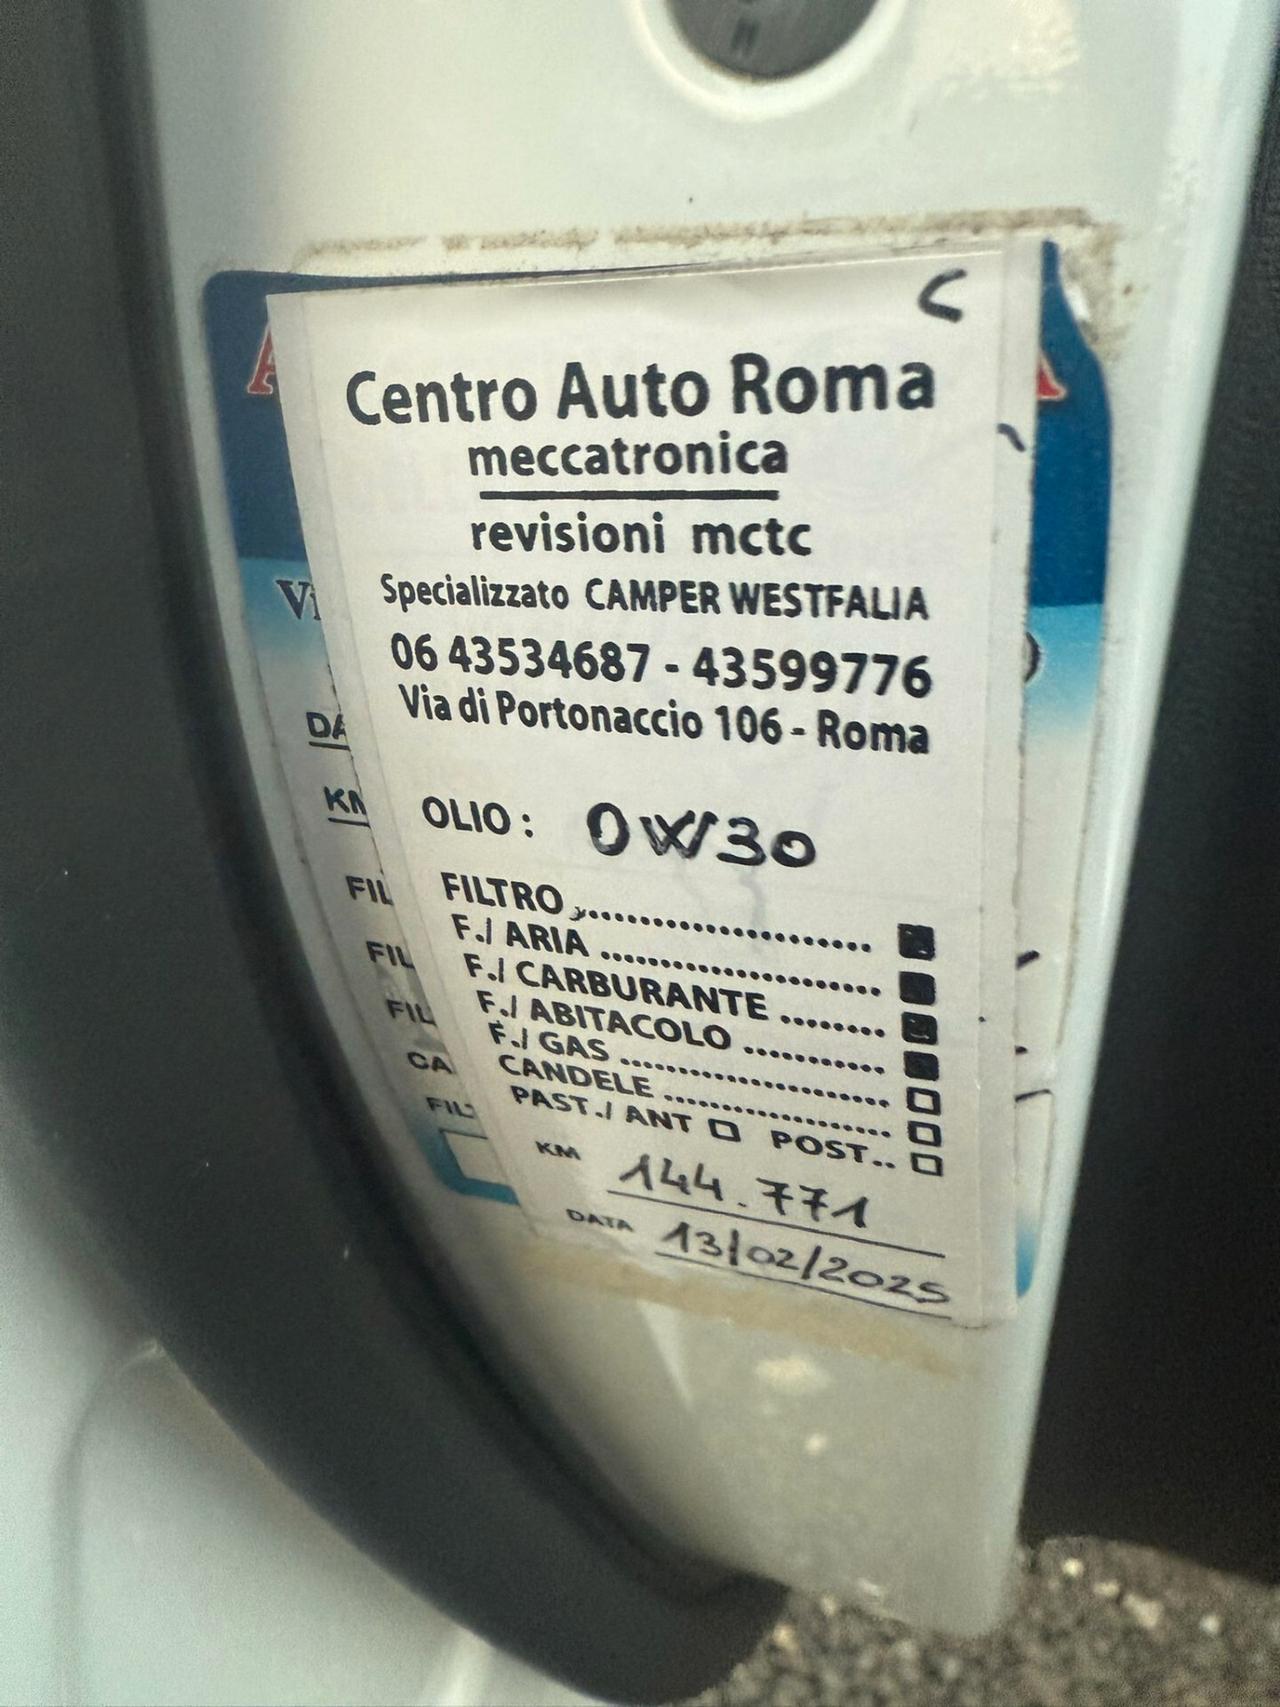 Centro Auto Roma
meccatronica
revisioni mctc
Specializzato CAMPER WESTFALIA
06 43534687 - 43599776
Via di Portonaccio 106 - Roma
OLIO: 0W30
FILTRO
F./ ARIA
F./ CARBURANTE
F./ ABITACOLO
F./ GAS
CANDELE
PAST./ ANT POST..
KM 144.771
DATA 13/02/2025